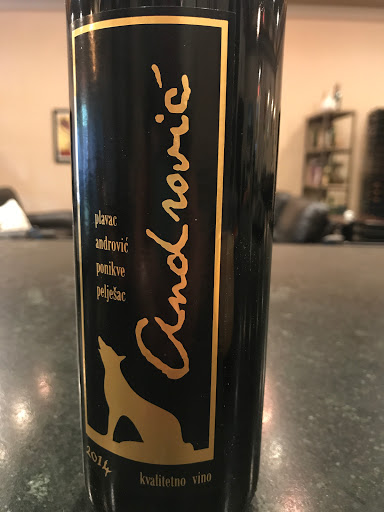 Andrović
plavac
andrović
ponikve
pelješac
2014
kvalitetno vino